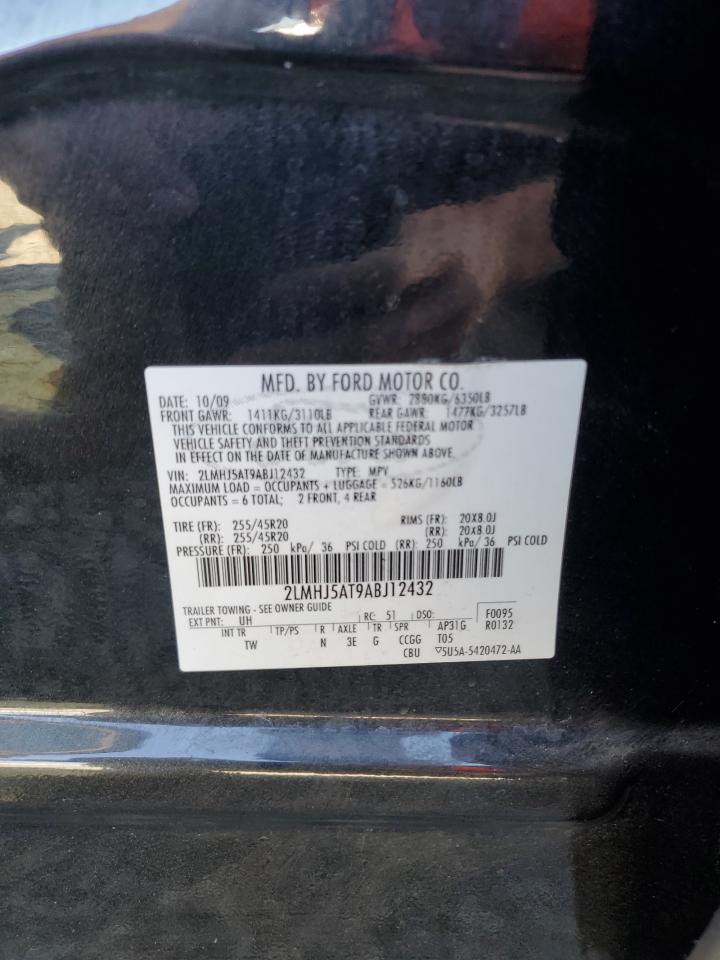 MFD. BY FORD MOTOR CO.
DATE: 10/09 GVWR: 2880KG/6350LB
FRONT GAWR: 1411KG/3110LB REAR GAWR: 1477KG/3257LB
THIS VEHICLE CONFORMS TO ALL APPLICABLE FEDERAL MOTOR
VEHICLE SAFETY AND THEFT PREVENTION STANDARDS
IN EFFECT ON THE DATE OF MANUFACTURE SHOWN ABOVE.
VIN: 2LMHJ5AT9ABJ12432 TYPE: MPV
MAXIMUM LOAD = OCCUPANTS + LUGGAGE = 526KG/1160LB
OCCUPANTS = 6 TOTAL; 2 FRONT, 4 REAR
TIRE (FR): 255/45R20 RIMS (FR): 20X8.0J
(RR): 255/45R20 (RR): 20X8.0J
PRESSURE (FR): 250 kPa/ 36 PSI COLD (RR): 250 kPa/ 36 PSI COLD
2LMHJ5AT9ABJ12432
TRAILER TOWING - SEE OWNER GUIDE
EXT PNT: UH RC: 51 DSO: F0095
INT TR TP/PS R AXLE TR SPR AP31G R0132
TW N 3E G CCGG T05
CBU 5U5A-5420472-AA